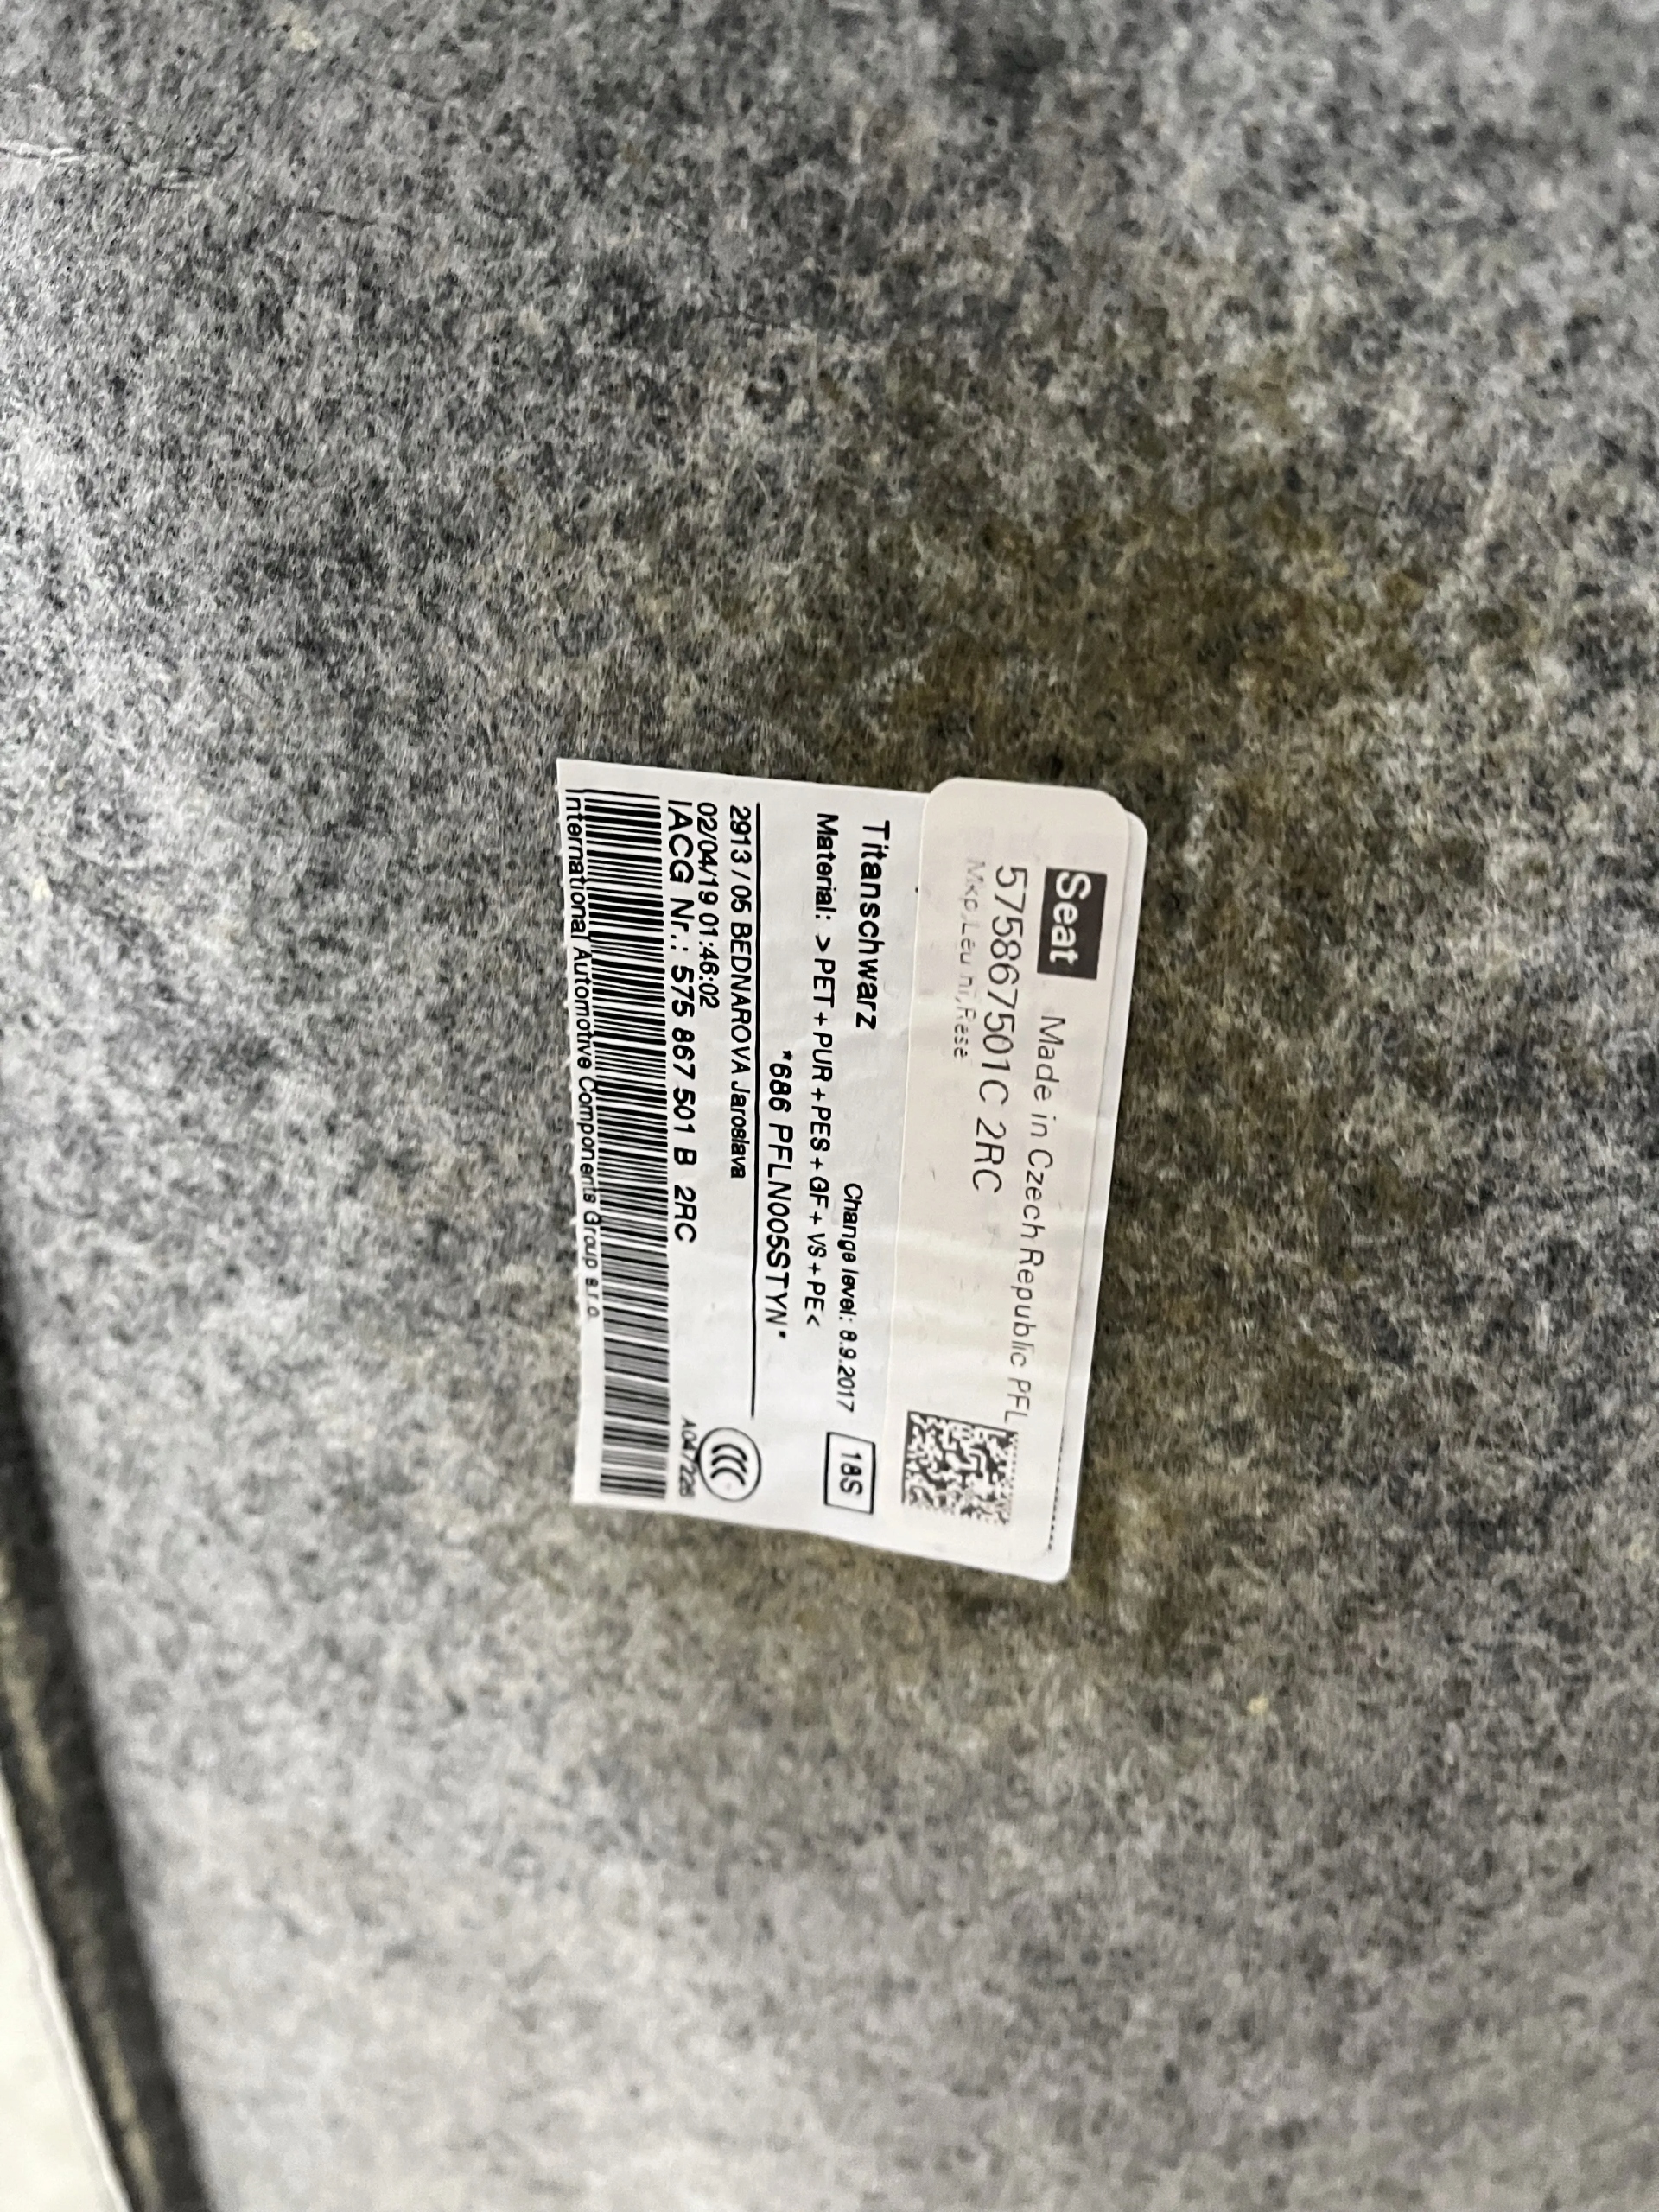 Seat Made in Czech Republic PFL
575867501C 2RC
Titanschwarz
Change level: 8.9.2017 18S
Material: >PET+PUR+PES+GF+VS+PE<
*686 PFLN005STYN*
2913 / 05 BEDNAROVA Jaroslava
02/04/19 01:46:02
IACG Nr.: 575 867 501 B 2RC
International Automotive Components Group s.r.o.